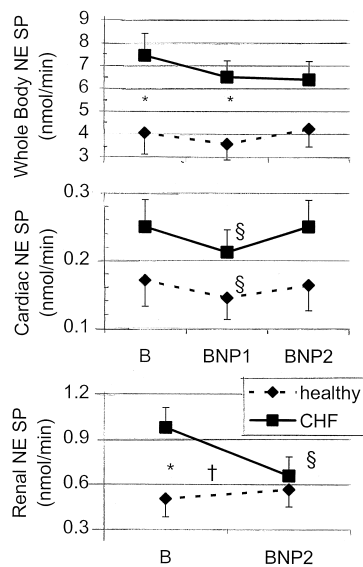 9
8
7
6
5
4
3
Whole Body NE SP
(nmol/min)
* *
0.3
0.2
0.1
Cardiac NE SP
(nmol/min)
§
§
B BNP1 BNP2
1.2
0.9
0.6
0.3
Renal NE SP
(nmol/min)
healthy
CHF
* † §
B BNP2